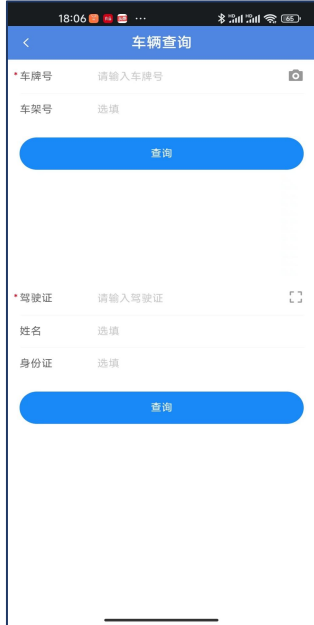 18:06 ... 65
车辆查询
*车牌号 请输入车牌号
车架号 选填
查询
*驾驶证 请输入驾驶证
姓名 选填
身份证 选填
查询